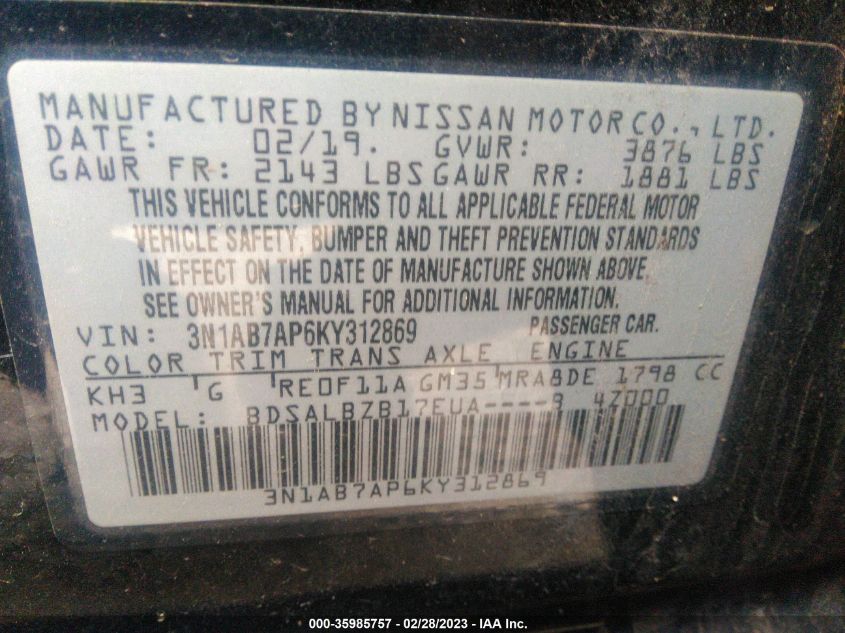 MANUFACTURED BY NISSAN MOTOR CO., LTD.
DATE: 02/19. GVWR: 3876 LBS
GAWR FR: 2143 LBS GAWR RR: 1881 LBS
THIS VEHICLE CONFORMS TO ALL APPLICABLE FEDERAL MOTOR
VEHICLE SAFETY, BUMPER AND THEFT PREVENTION STANDARDS
IN EFFECT ON THE DATE OF MANUFACTURE SHOWN ABOVE.
SEE OWNER'S MANUAL FOR ADDITIONAL INFORMATION.
VIN: 3N1AB7AP6KY312869 PASSENGER CAR.
COLOR TRIM TRANS AXLE ENGINE
KH3 G RE0F11A GM35 MRA8DE 1798 CC
MODEL: BDSALBZB17EUA----B 4Z000
3N1AB7AP6KY312869
000-35985757 - 02/28/2023 - IAA Inc.